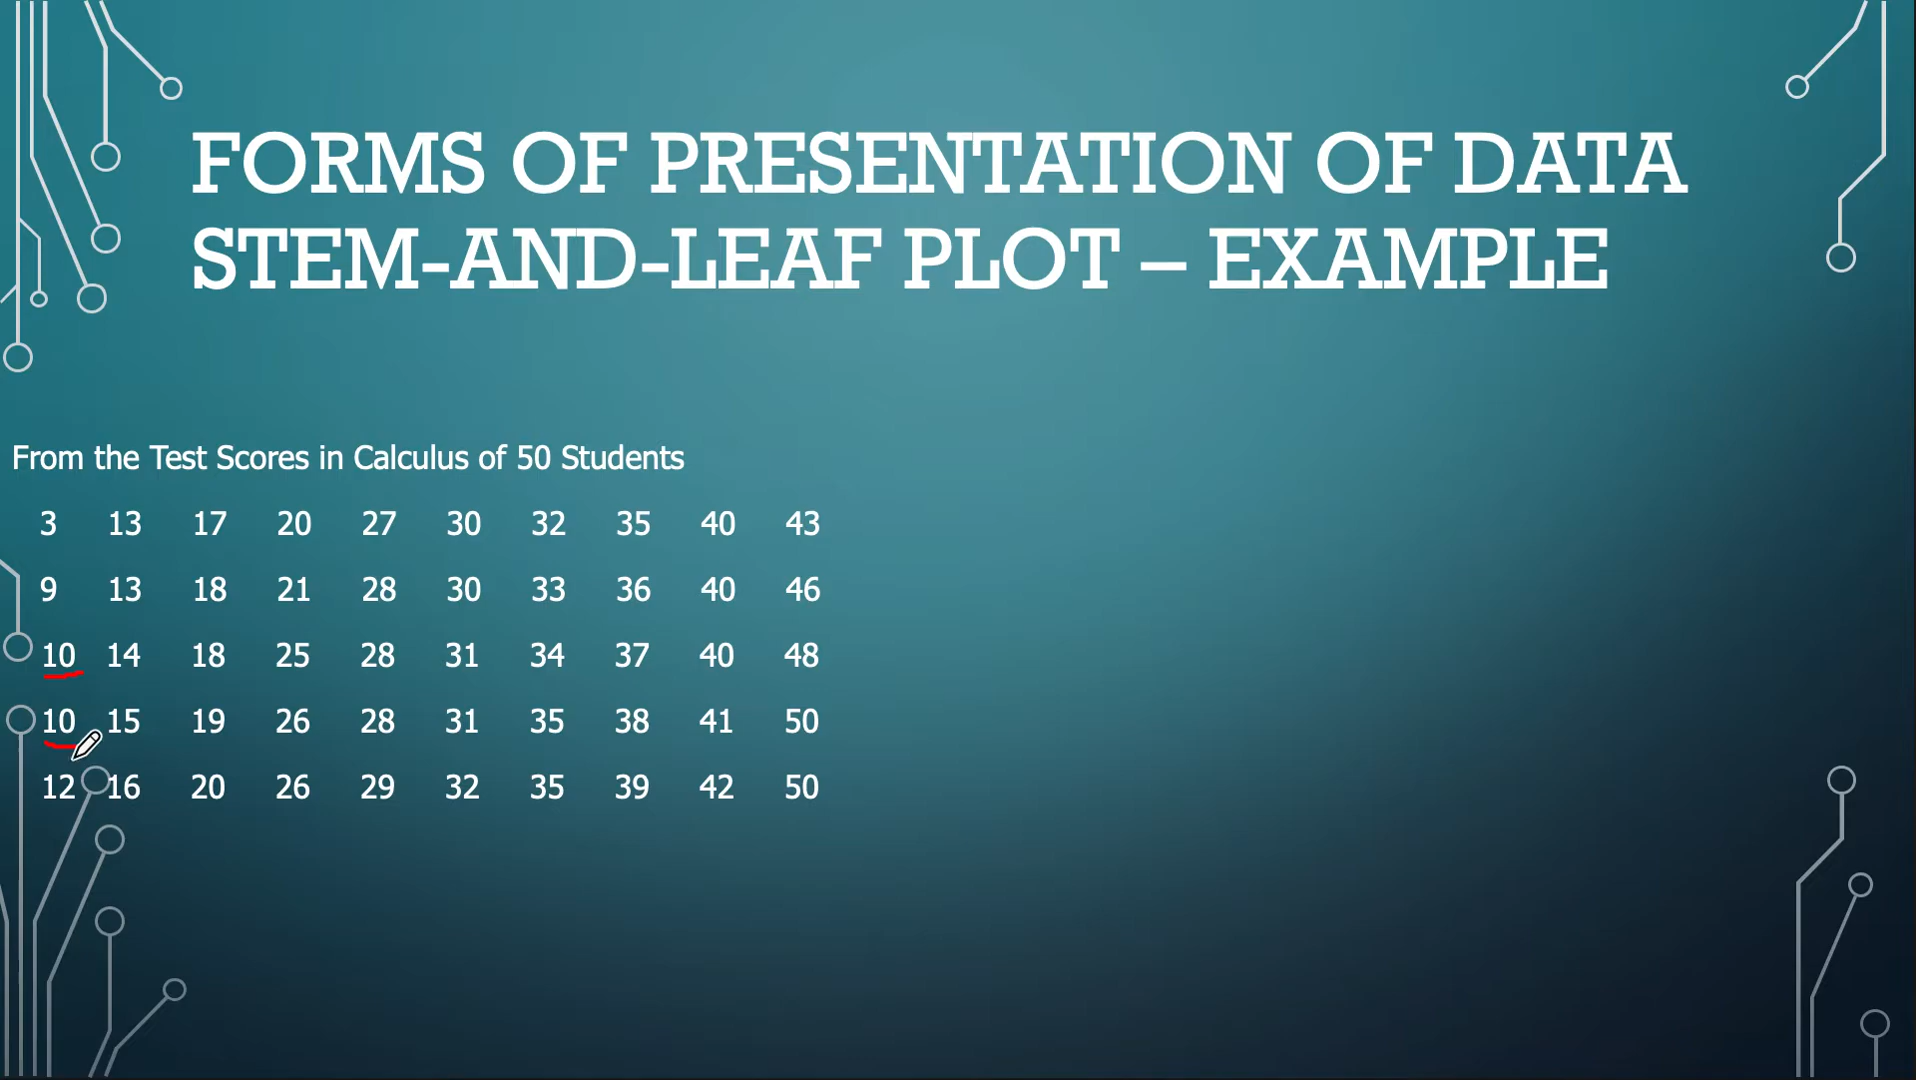 FORMS OF PRESENTATION OF DATA
STEM-AND-LEAF PLOT – EXAMPLE
From the Test Scores in Calculus of 50 Students
3 13 17 20 27 30 32 35 40 43
9 13 18 21 28 30 33 36 40 46
10 14 18 25 28 31 34 37 40 48
10 15 19 26 28 31 35 38 41 50
12 16 20 26 29 32 35 39 42 50